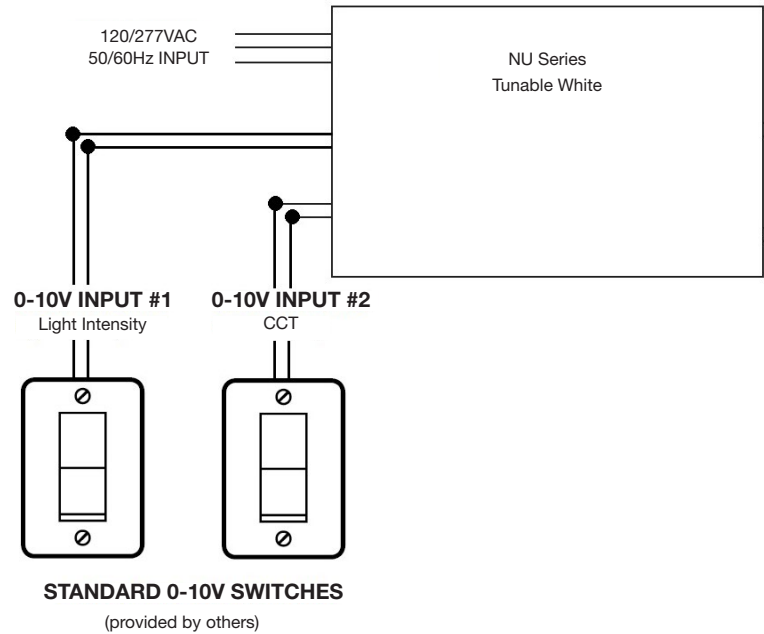 120/277VAC
50/60Hz INPUT
NU Series
Tunable White
0-10V INPUT #1
Light Intensity
0-10V INPUT #2
CCT
STANDARD 0-10V SWITCHES
(provided by others)